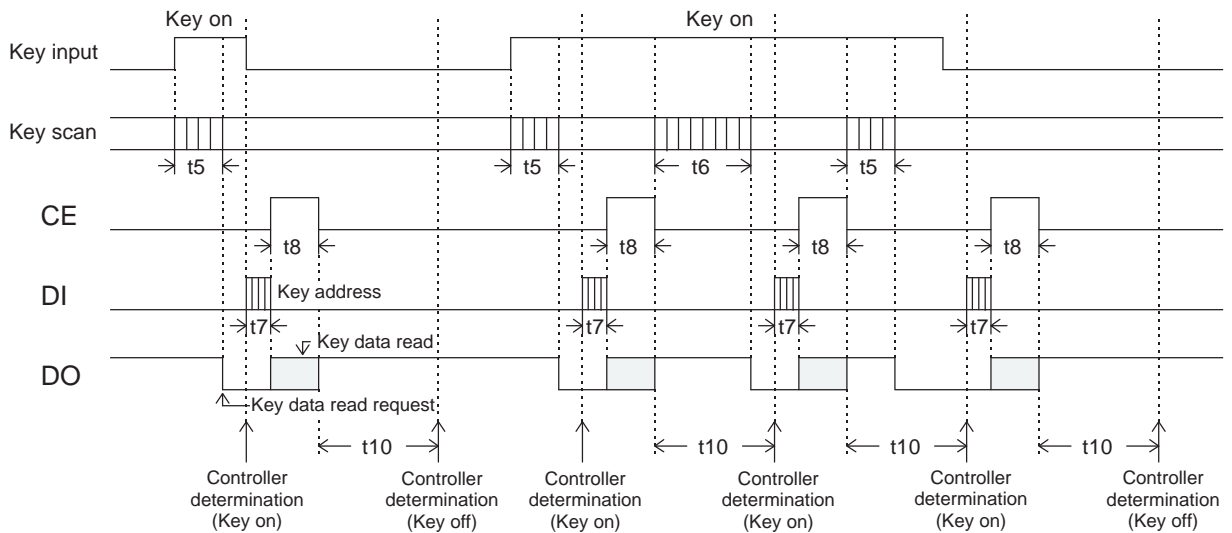 Key on
Key on
Key input
Key scan
t5
t5
t6
t5
CE
t8
t8
t8
t8
DI
Key address
t7
t7
t7
t7
Key data read
DO
Key data read request
t10
t10
t10
t10
Controller
determination
(Key on)
Controller
determination
(Key off)
Controller
determination
(Key on)
Controller
determination
(Key on)
Controller
determination
(Key on)
Controller
determination
(Key off)